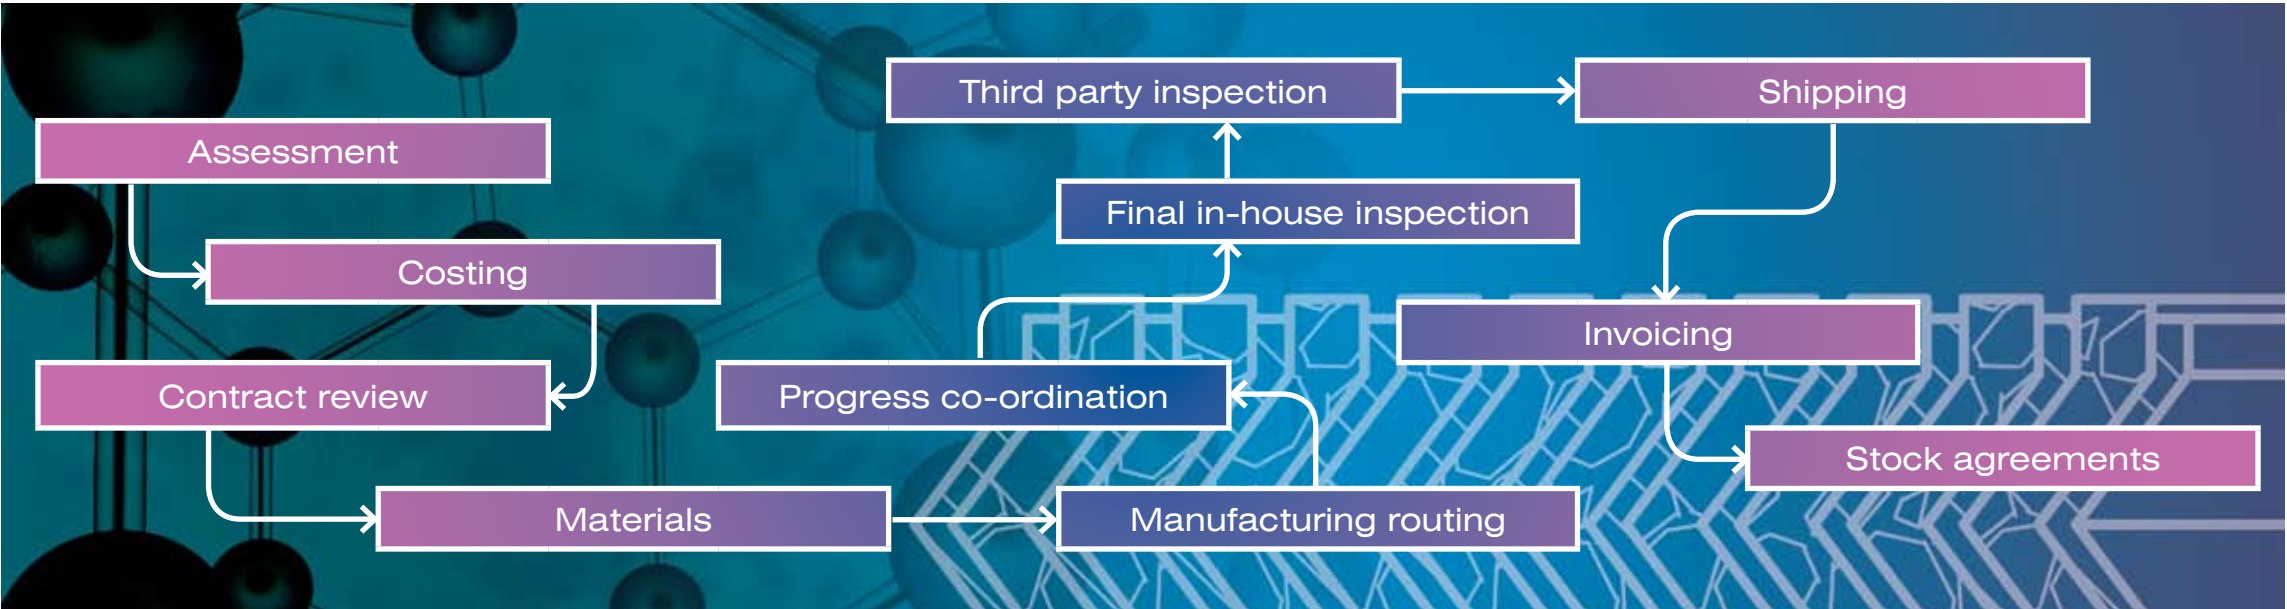 Assessment
Costing
Contract review
Materials
Manufacturing routing
Progress co-ordination
Final in-house inspection
Third party inspection
Shipping
Invoicing
Stock agreements